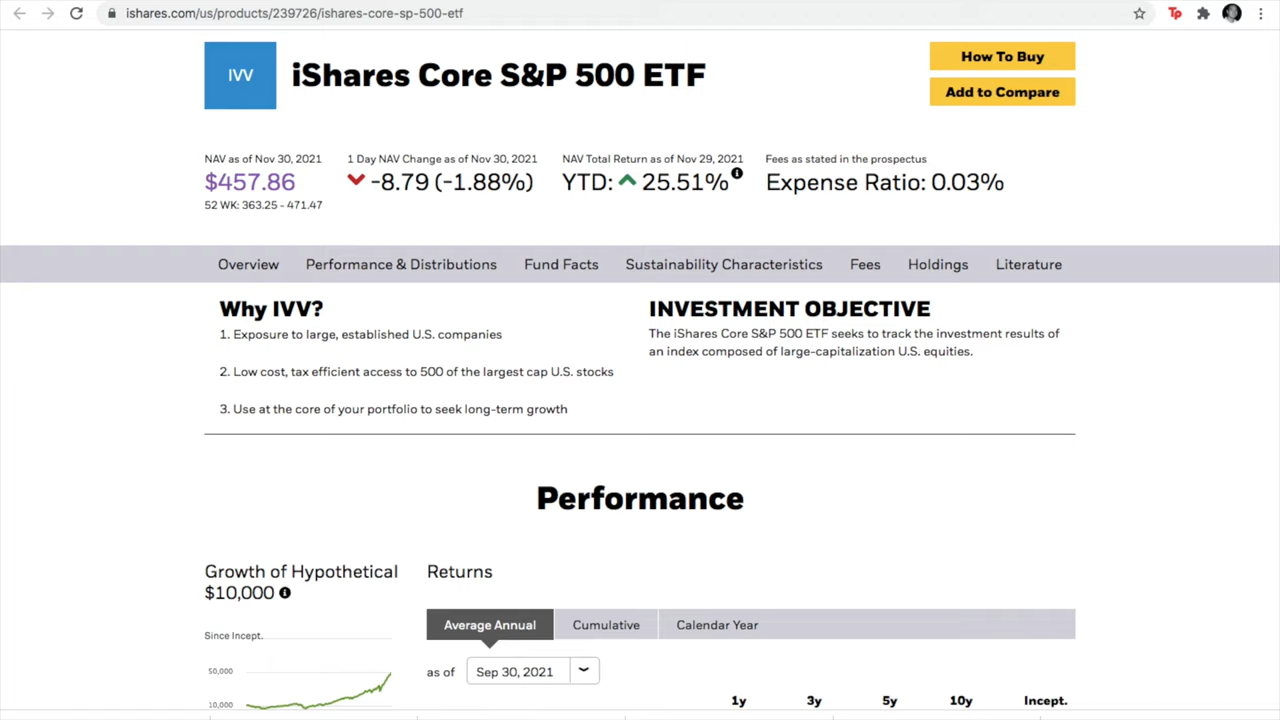 ishares.com/us/products/239726/ishares-core-sp-500-etf
Tp
IVV
iShares Core S&P 500 ETF
How To Buy
Add to Compare
NAV as of Nov 30, 2021
$457.86
52 WK: 363.25 - 471.47
1 Day NAV Change as of Nov 30, 2021
-8.79 (-1.88%)
NAV Total Return as of Nov 29, 2021
YTD: 25.51%
Fees as stated in the prospectus
Expense Ratio: 0.03%
Overview Performance & Distributions Fund Facts Sustainability Characteristics Fees Holdings Literature
Why IVV?
1. Exposure to large, established U.S. companies
2. Low cost, tax efficient access to 500 of the largest cap U.S. stocks
3. Use at the core of your portfolio to seek long-term growth
INVESTMENT OBJECTIVE
The iShares Core S&P 500 ETF seeks to track the investment results of
an index composed of large-capitalization U.S. equities.
Performance
Growth of Hypothetical
$10,000
Since Incept.
50,000
10,000
Returns
Average Annual Cumulative Calendar Year
as of Sep 30, 2021
1y 3y 5y 10y Incept.